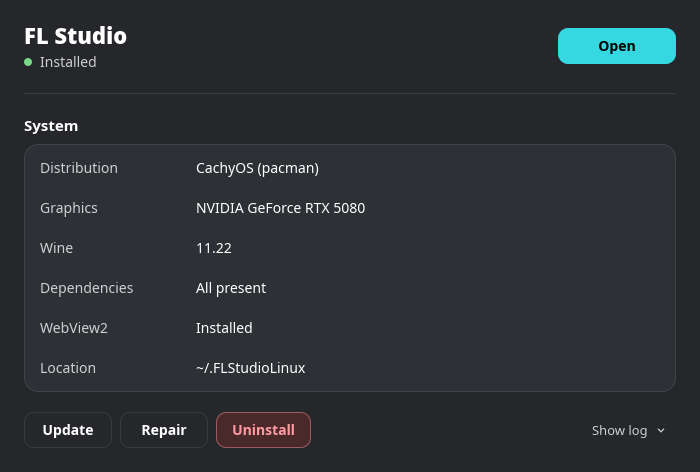 FL Studio
Installed
Open
System
Distribution CachyOS (pacman)
Graphics NVIDIA GeForce RTX 5080
Wine 11.22
Dependencies All present
WebView2 Installed
Location ~/.FLStudioLinux
Update Repair Uninstall Show log